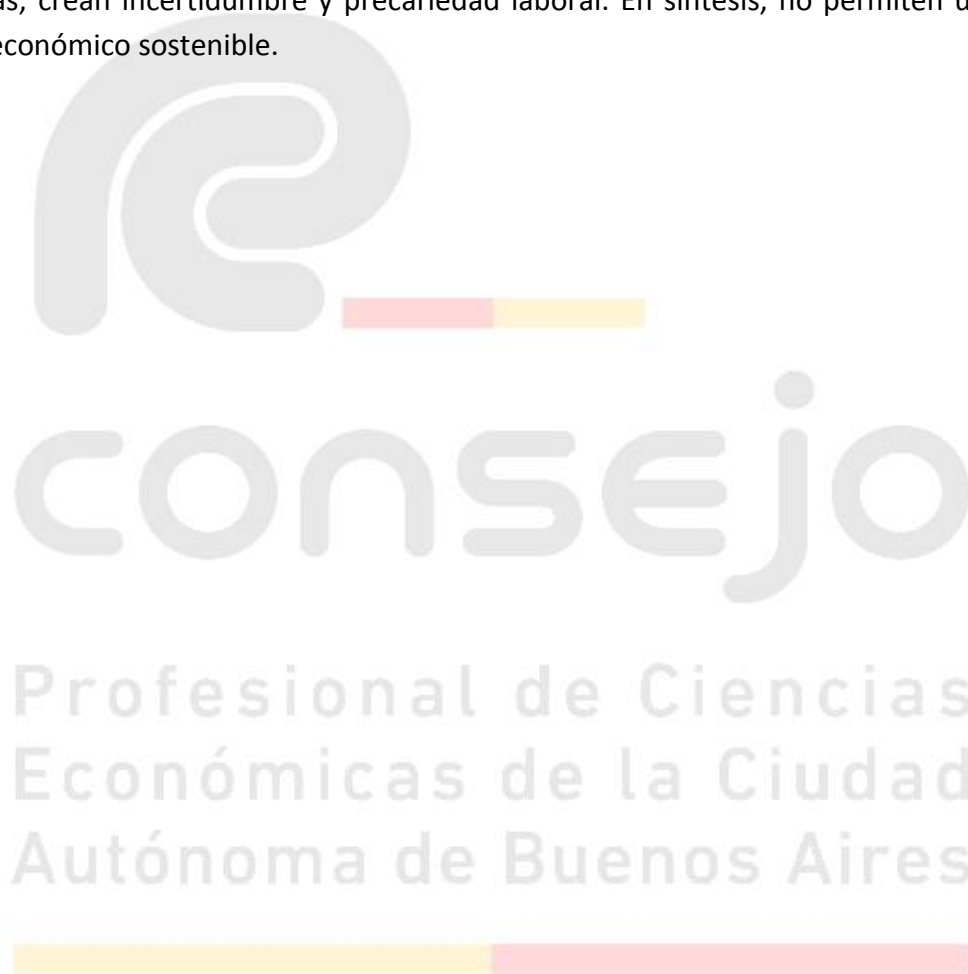 as, crean incertidumbre y precariedad laboral. En síntesis, no permiten u
económico sostenible.
consejo
Profesional de Ciencias
Económicas de la Ciudad
Autónoma de Buenos Aires